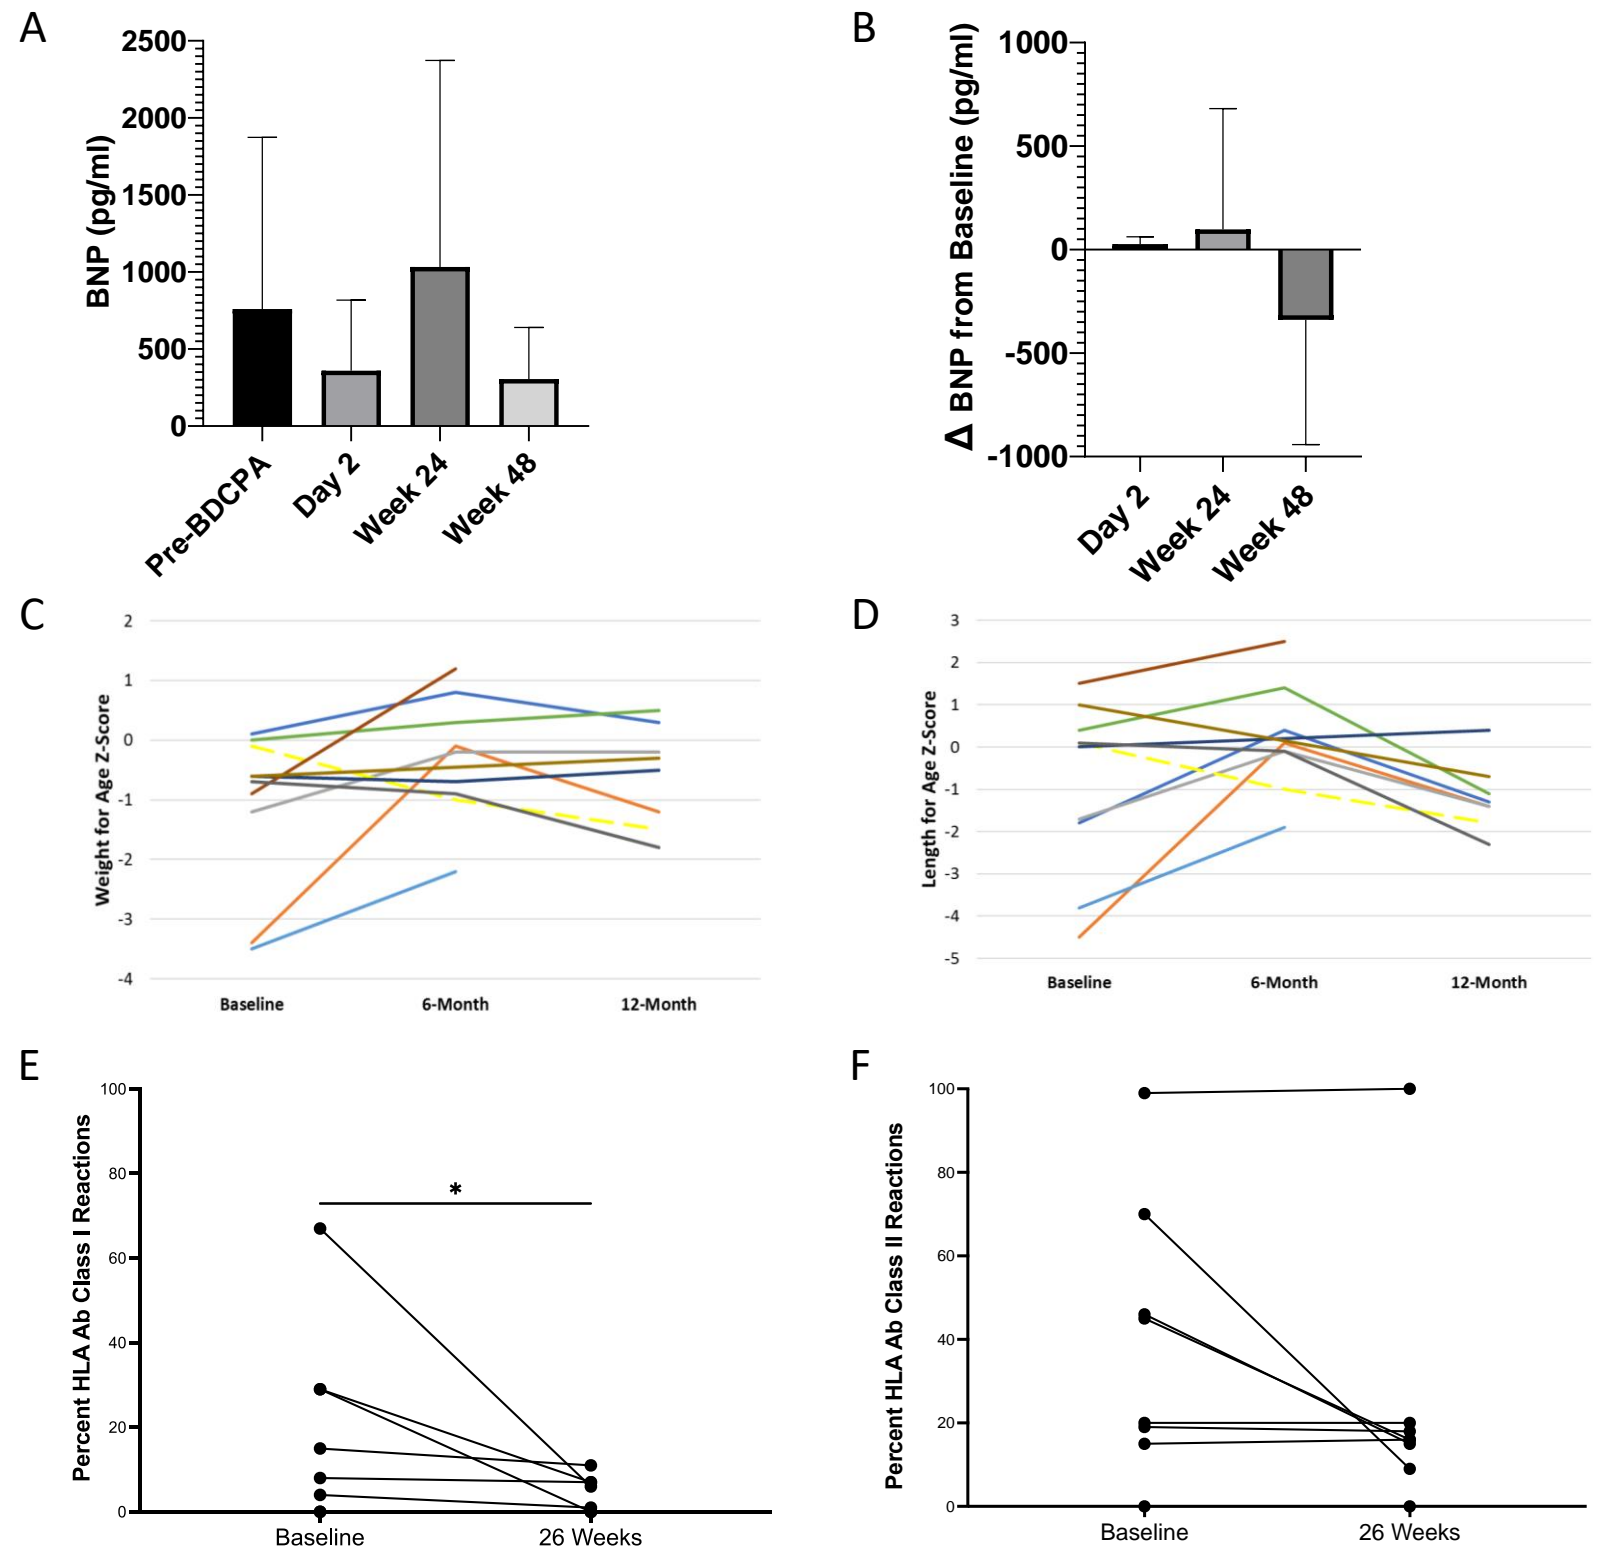 A
BNP (pg/ml)
2500
2000
1500
1000
500
0
Pre-BDCPA
Day 2
Week 24
Week 48
B
Δ BNP from Baseline (pg/ml)
1000
500
0
-500
-1000
Day 2
Week 24
Week 48
C
Weight for Age Z-Score
2
1
0
-1
-2
-3
-4
Baseline
6-Month
12-Month
D
Length for Age Z-Score
3
2
1
0
-1
-2
-3
-4
-5
Baseline
6-Month
12-Month
E
Percent HLA Ab Class I Reactions
100
80
60
40
20
0
*
Baseline
26 Weeks
F
Percent HLA Ab Class II Reactions
100
80
60
40
20
0
Baseline
26 Weeks